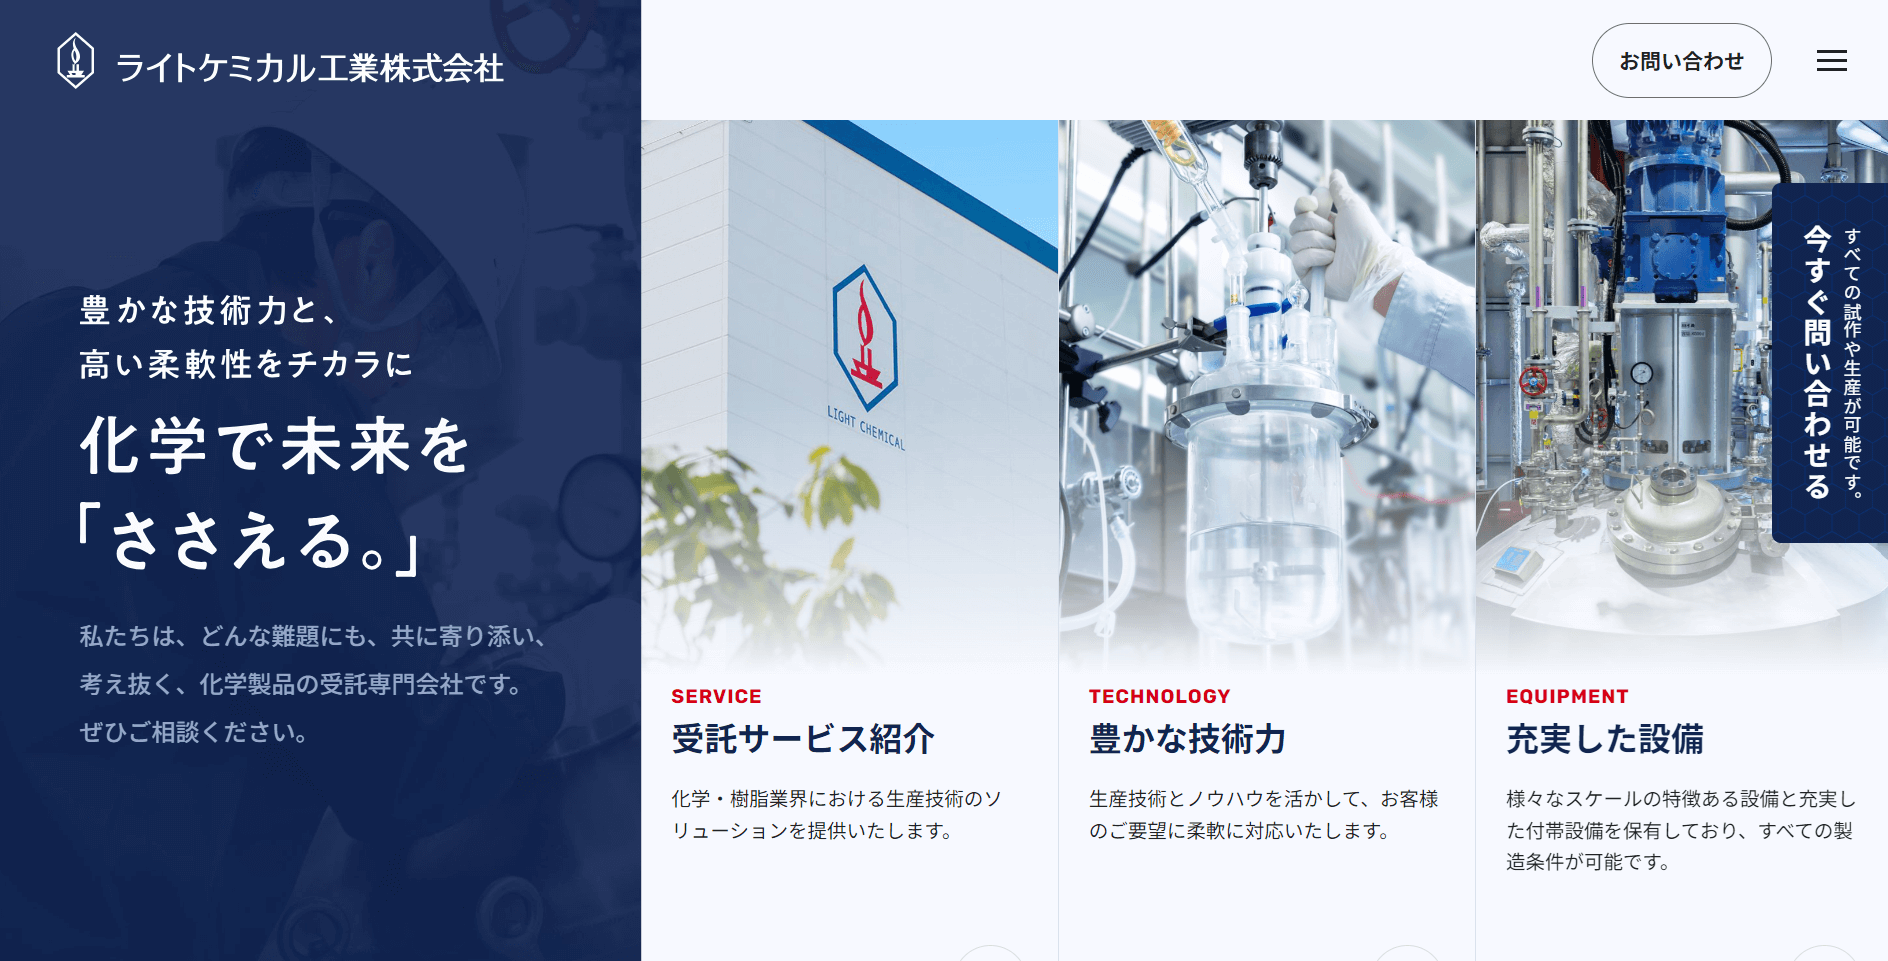 ライトケミカル工業株式会社
お問い合わせ
豊かな技術力と、
高い柔軟性をチカラに
化学で未来を
「ささえる。」
私たちは、どんな難題にも、共に寄り添い、
考え抜く、化学製品の受託専門会社です。
ぜひご相談ください。
LIGHT CHEMICAL
SERVICE
受託サービス紹介
化学・樹脂業界における生産技術のソ
リューションを提供いたします。
TECHNOLOGY
豊かな技術力
生産技術とノウハウを活かして、お客様
のご要望に柔軟に対応いたします。
EQUIPMENT
充実した設備
様々なスケールの特徴ある設備と充実し
た付帯設備を保有しており、すべての製
造条件が可能です。
すべての試作や生産が可能です。
今すぐ問い合わせる